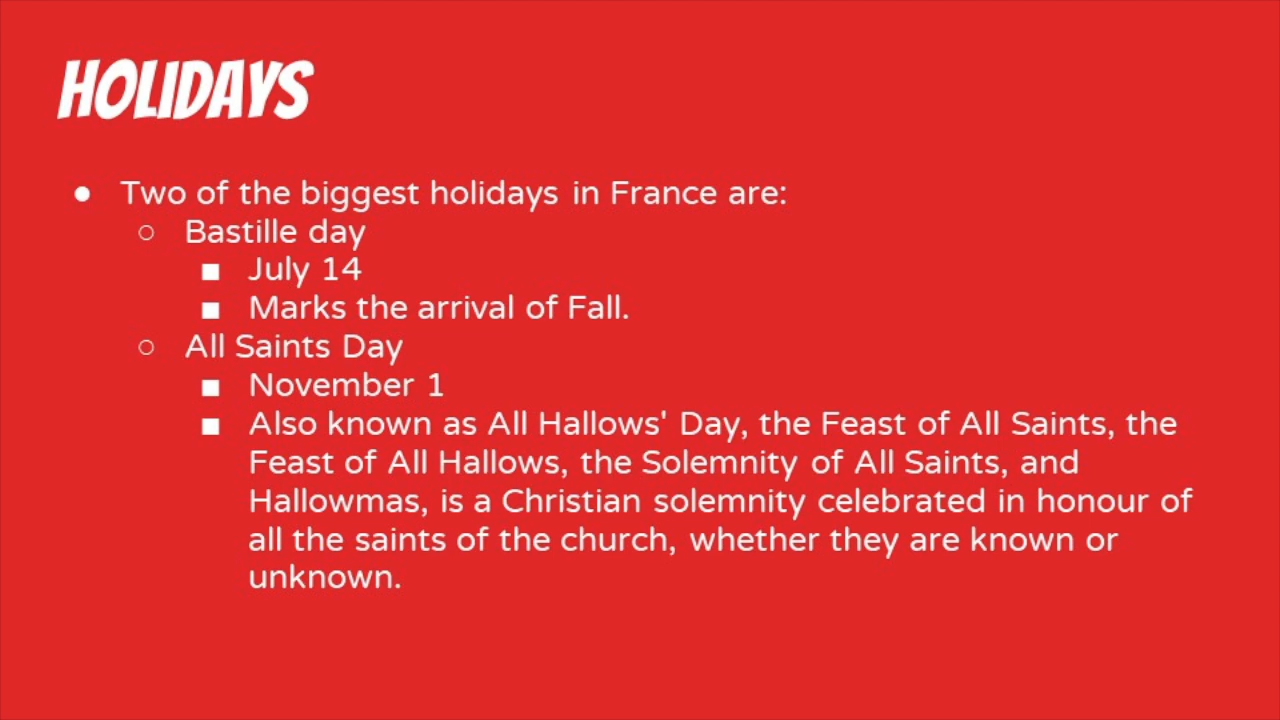 HOLIDAYS
● Two of the biggest holidays in France are:
○ Bastille day
■ July 14
■ Marks the arrival of Fall.
○ All Saints Day
■ November 1
■ Also known as All Hallows' Day, the Feast of All Saints, the
Feast of All Hallows, the Solemnity of All Saints, and
Hallowmas, is a Christian solemnity celebrated in honour of
all the saints of the church, whether they are known or
unknown.